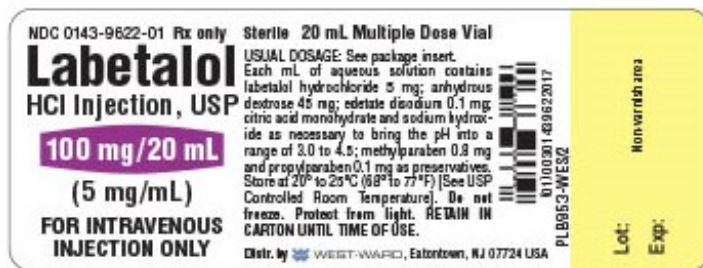 NDC 0143-9622-01 Rx only
Labetalol
HCl Injection, USP
100 mg/20 mL
(5 mg/mL)
FOR INTRAVENOUS
INJECTION ONLY
Sterile 20 mL Multiple Dose Vial
USUAL DOSAGE: See package insert.
Each mL of aqueous solution contains
labetalol hydrochloride 5 mg; anhydrous
dextrose 45 mg; edetate disodium 0.1 mg;
citric acid monohydrate and sodium hydrox-
ide as necessary to bring the pH into a
range of 3.0 to 4.5; methylparaben 0.8 mg
and propylparaben 0.1 mg as preservatives.
Store at 20° to 25°C (68° to 77°F) [See USP
Controlled Room Temperature]. Do not
freeze. Protect from light. RETAIN IN
CARTON UNTIL TIME OF USE.
Distr. by WEST-WARD, Eatontown, NJ 07724 USA
(01)00301439622017
PLB953-WES/2
Non-varnish area
Lot:
Exp: